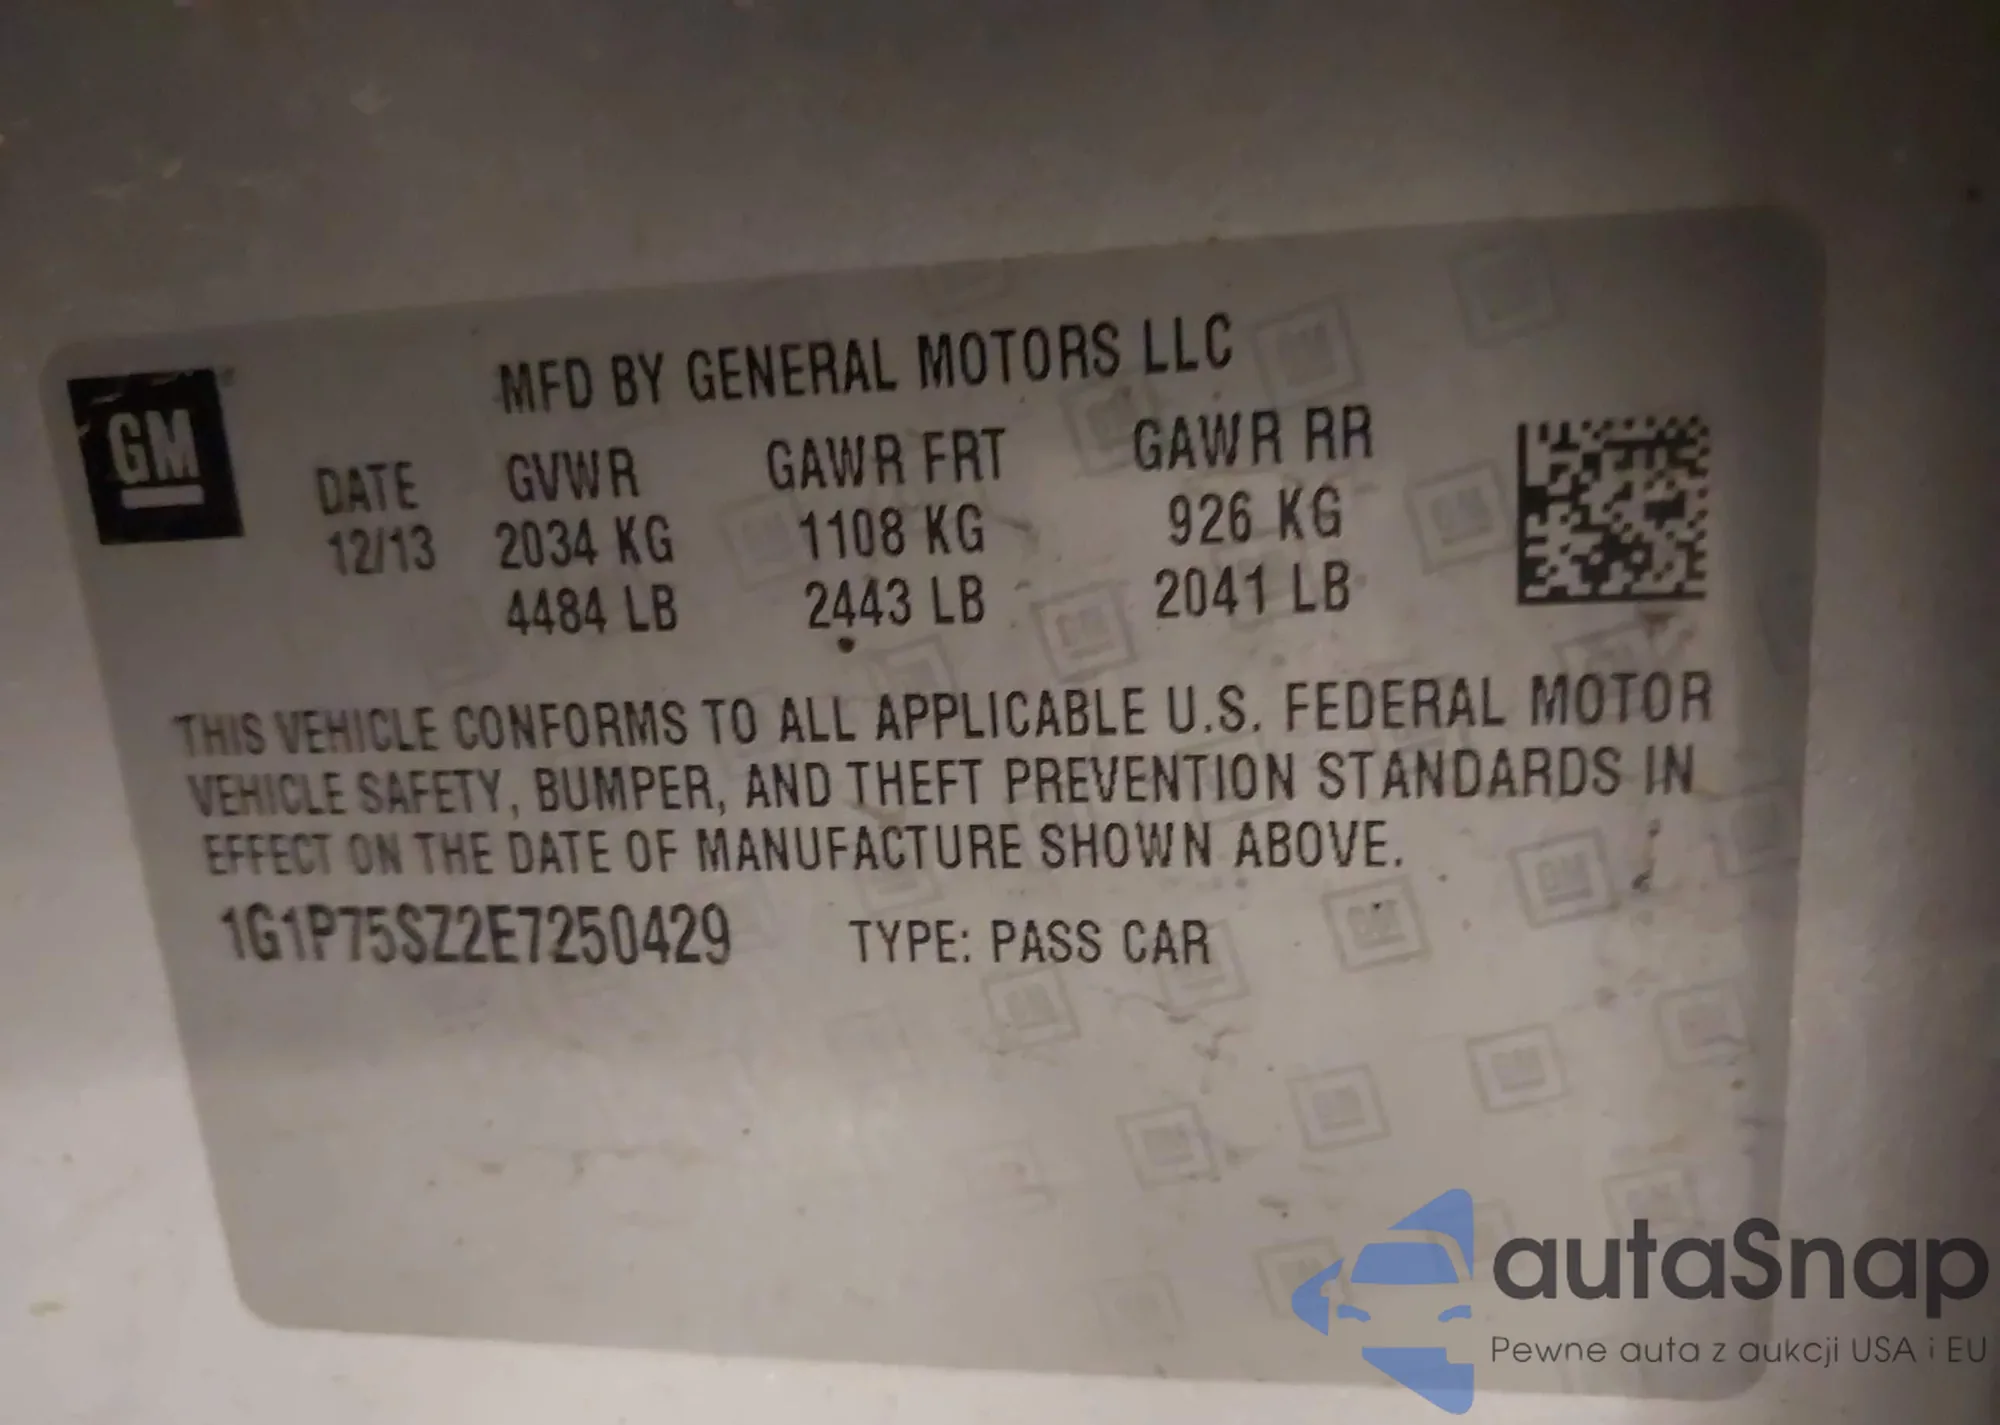 MFD BY GENERAL MOTORS LLC
GM
DATE GVWR GAWR FRT GAWR RR
12/13 2034 KG 1108 KG 926 KG
4484 LB 2443 LB 2041 LB
THIS VEHICLE CONFORMS TO ALL APPLICABLE U.S. FEDERAL MOTOR
VEHICLE SAFETY, BUMPER, AND THEFT PREVENTION STANDARDS IN
EFFECT ON THE DATE OF MANUFACTURE SHOWN ABOVE.
1G1P75SZ2E7250429 TYPE: PASS CAR
autaSnap
Pewne auta z aukcji USA i EU